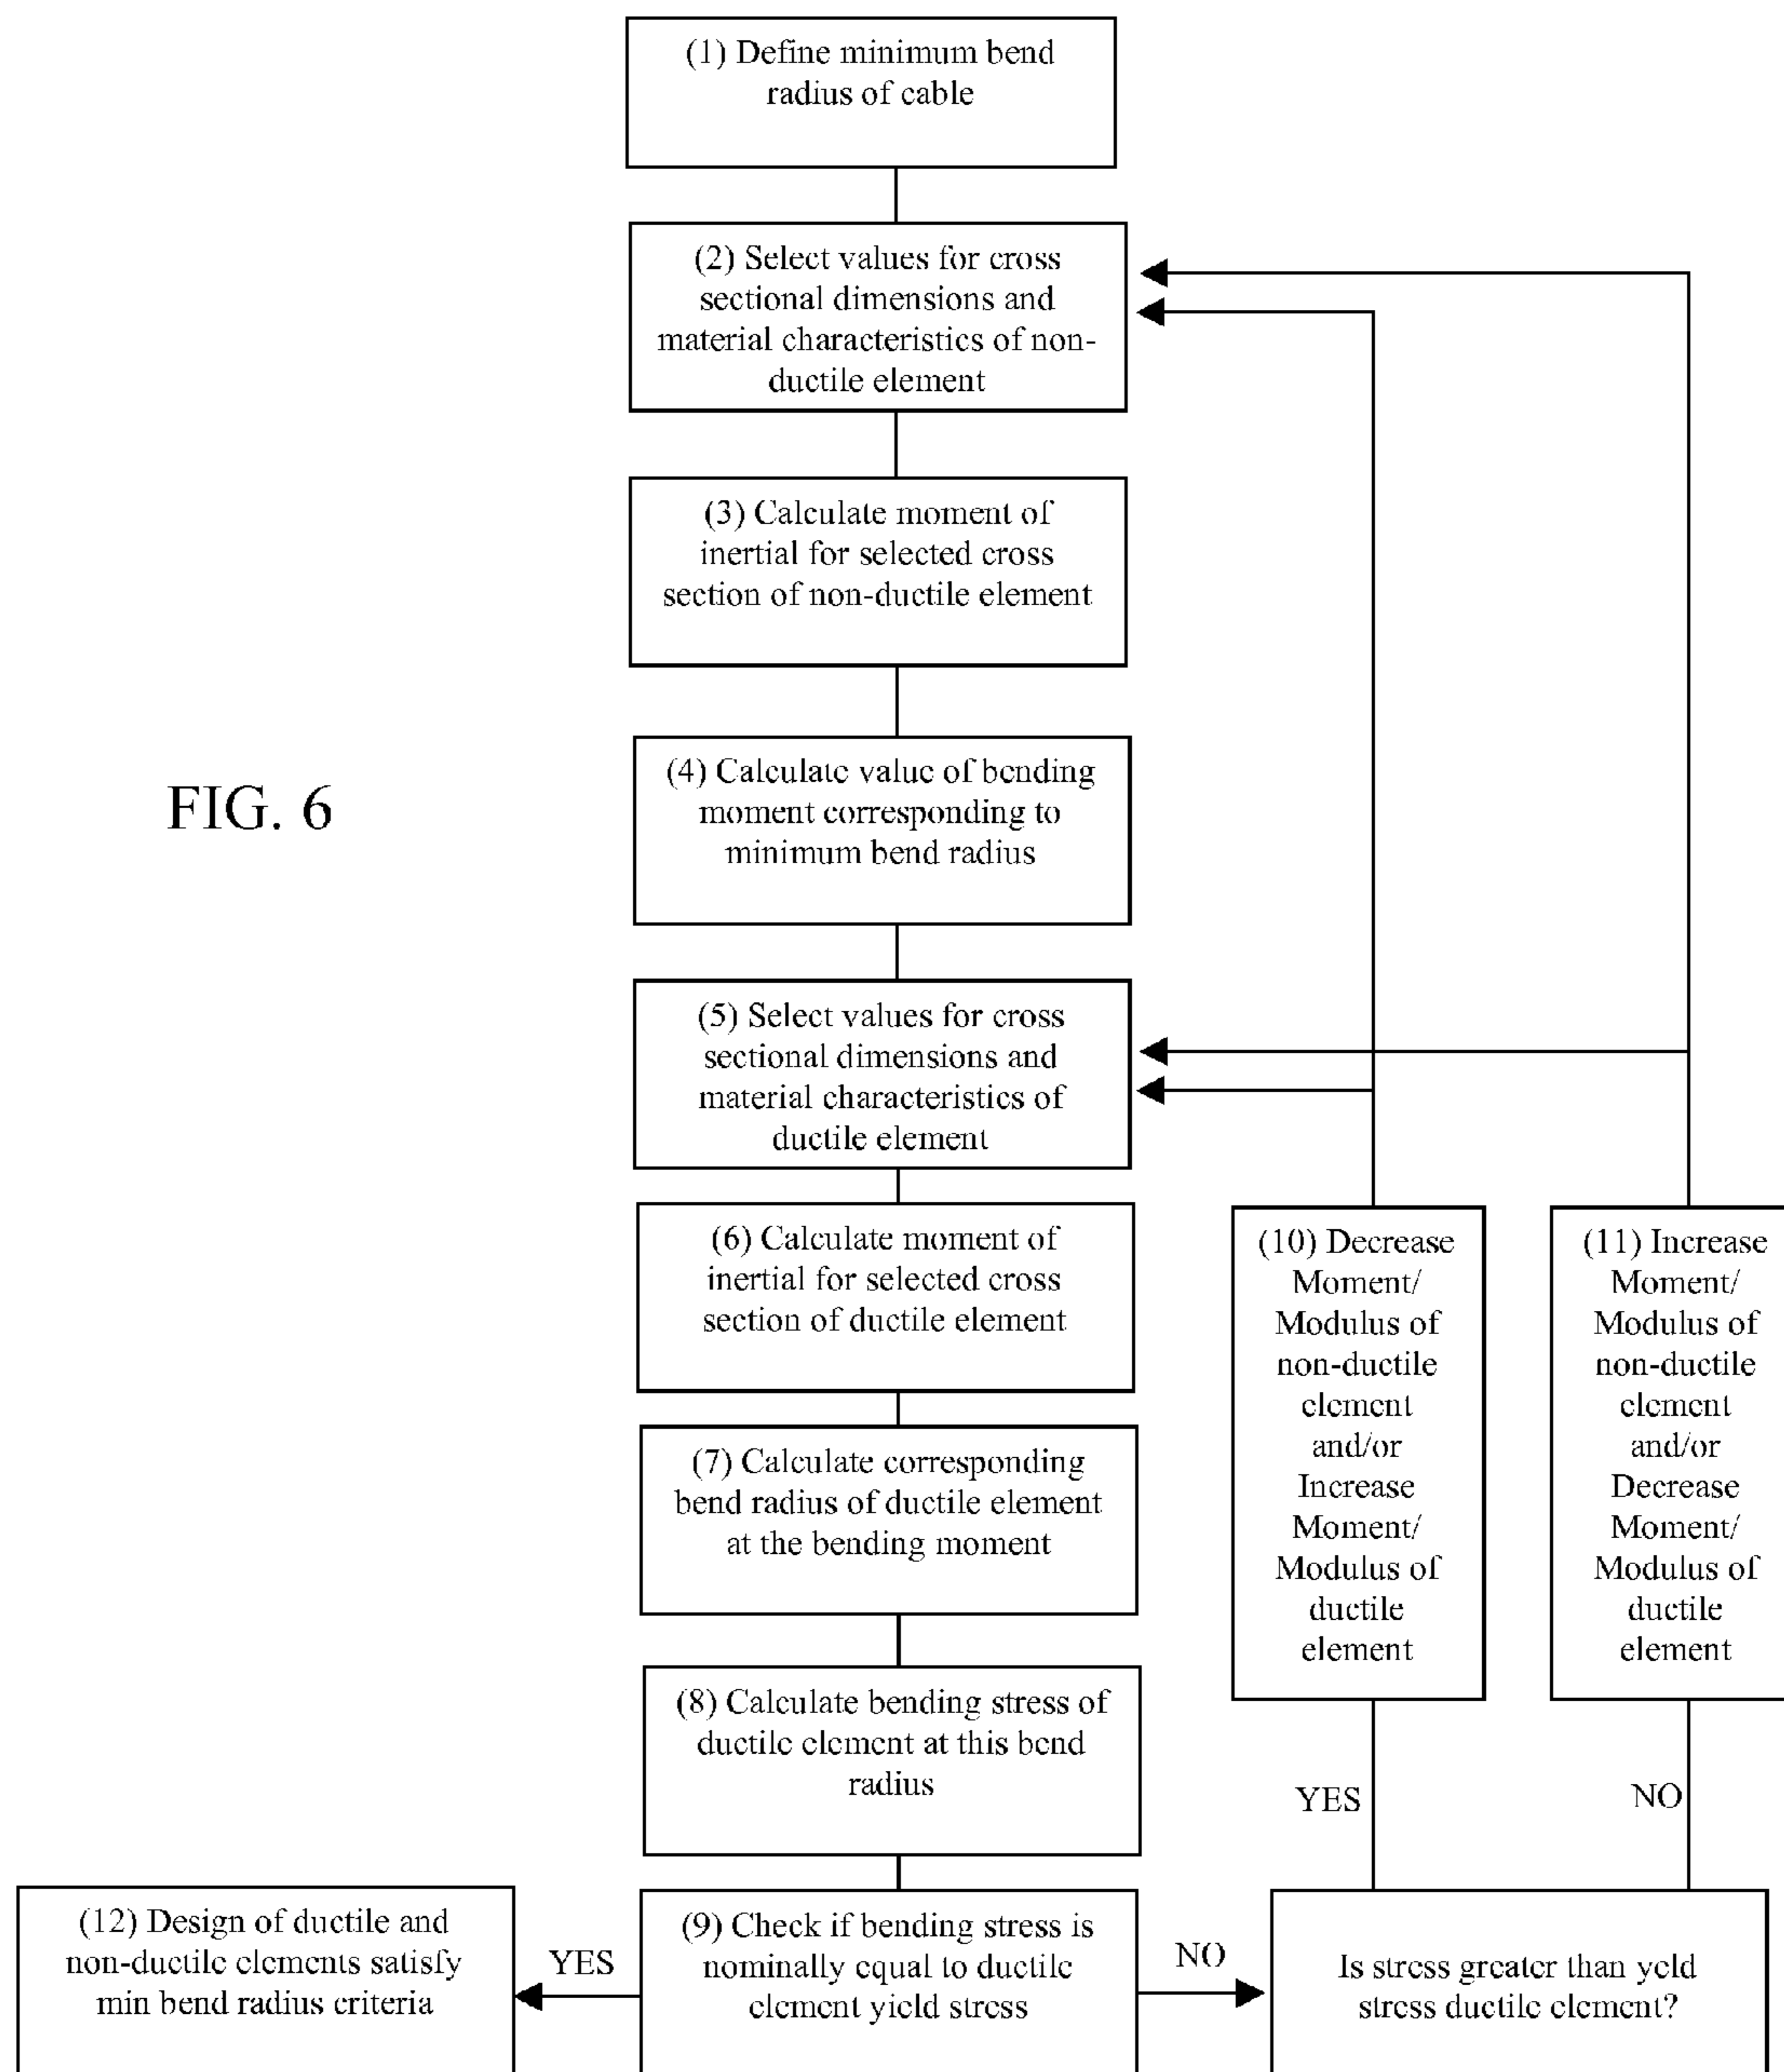 (1) Define minimum bend
radius of cable
(2) Select values for cross
sectional dimensions and
material characteristics of non-
ductile element
(3) Calculate moment of
inertial for selected cross
section of non-ductile element
(4) Calculate value of bending
moment corresponding to
minimum bend radius
FIG. 6
(5) Select values for cross
sectional dimensions and
material characteristics of
ductile element
(6) Calculate moment of
inertial for selected cross
section of ductile element
(7) Calculate corresponding
bend radius of ductile element
at the bending moment
(8) Calculate bending stress of
ductile element at this bend
radius
(9) Check if bending stress is
nominally equal to ductile
element yield stress
YES
(12) Design of ductile and
non-ductile elements satisfy
min bend radius criteria
NO
Is stress greater than yeld
stress ductile element?
YES
(10) Decrease
Moment/
Modulus of
non-ductile
element
and/or
Increase
Moment/
Modulus of
ductile
element
NO
(11) Increase
Moment/
Modulus of
non-ductile
element
and/or
Decrease
Moment/
Modulus of
ductile
element